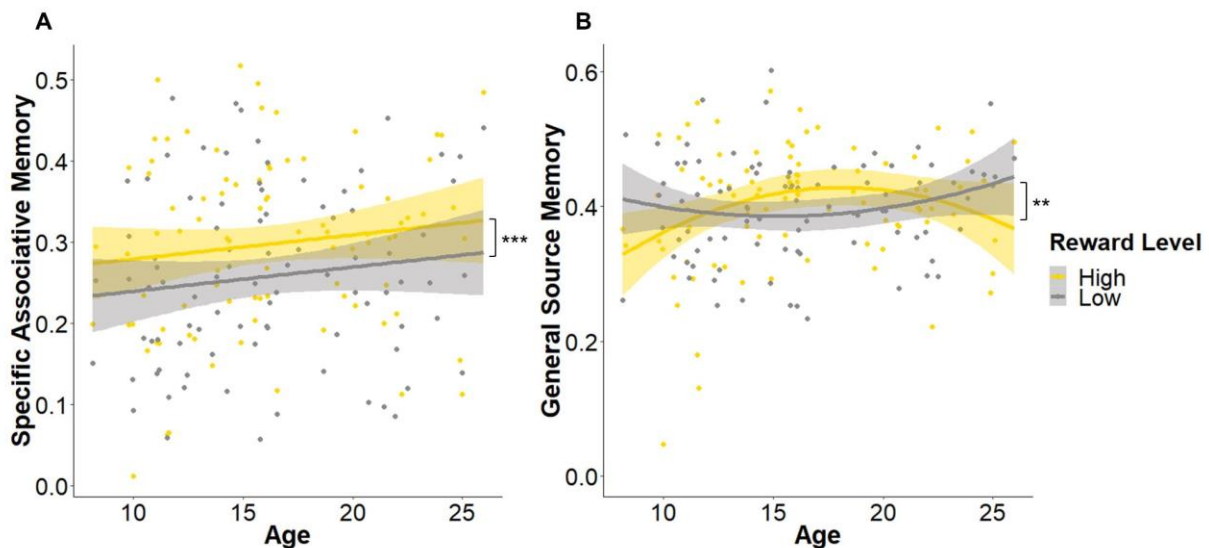 A
Specific Associative Memory
0.5
0.4
0.3
0.2
0.1
0.0
***
10 15 20 25
Age
B
General Source Memory
0.6
0.4
0.2
0.0
**
10 15 20 25
Age
Reward Level
High
Low